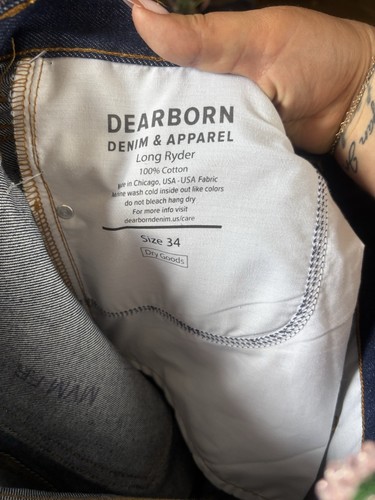 DEARBORN
DENIM & APPAREL
Long Ryder
100% Cotton
in Chicago, USA - USA Fabric
wash cold inside out like colors
do not bleach hang dry
For more info visit
dearborndenim.us/care
Size 34
Dry Goods